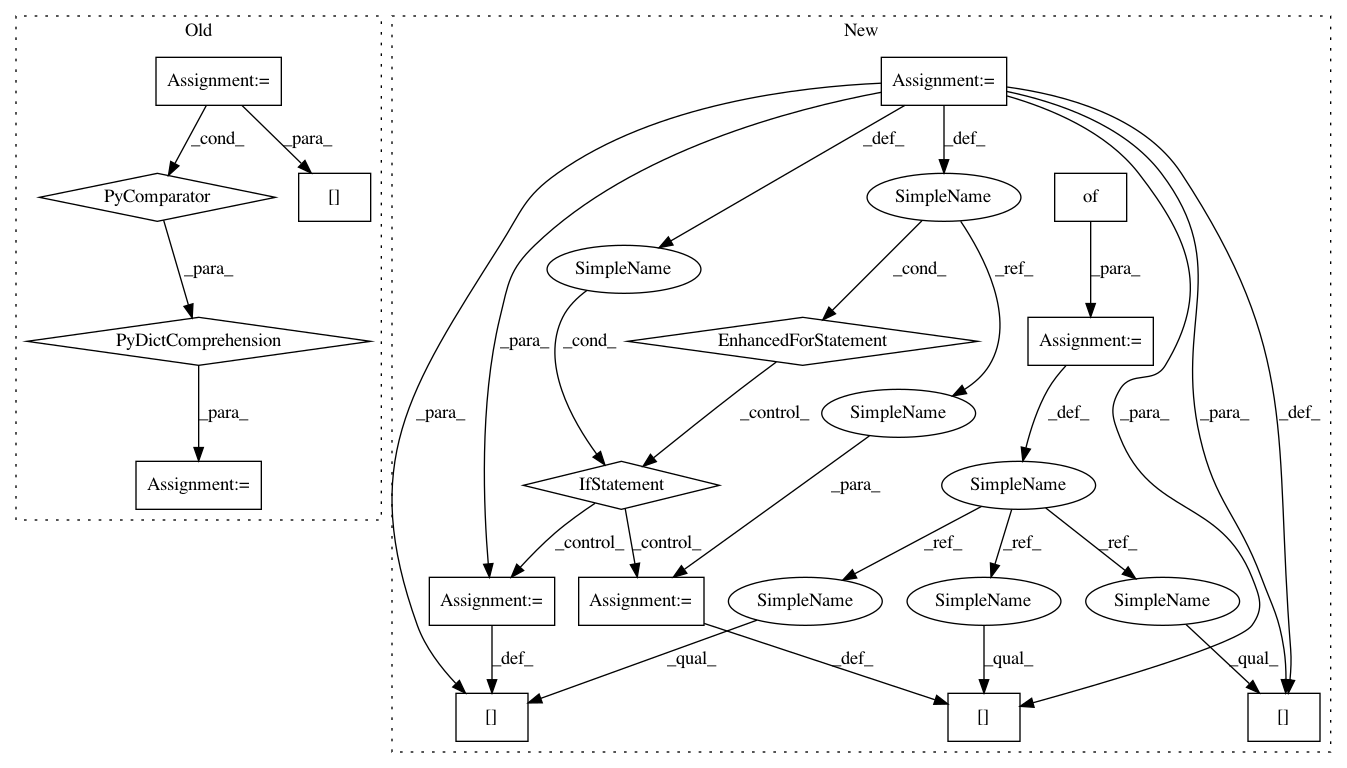 Old
New
Assignment:=
Assignment:=
_cond_
_para_
_def_
_def_
PyComparator
[]
SimpleName
of
SimpleName
_para_
_cond_
_ref_
_para_
PyDictComprehension
_para_
_cond_
EnhancedForStatement
Assignment:=
_para_
_para_
_control_
SimpleName
_def_
_para_
_para_
_def_
Assignment:=
IfStatement
_para_
SimpleName
_control_
_control_
_ref_
_ref_
_ref_
Assignment:=
Assignment:=
SimpleName
SimpleName
SimpleName
_def_
_qual_
_def_
_qual_
_qual_
[]
[]
[]